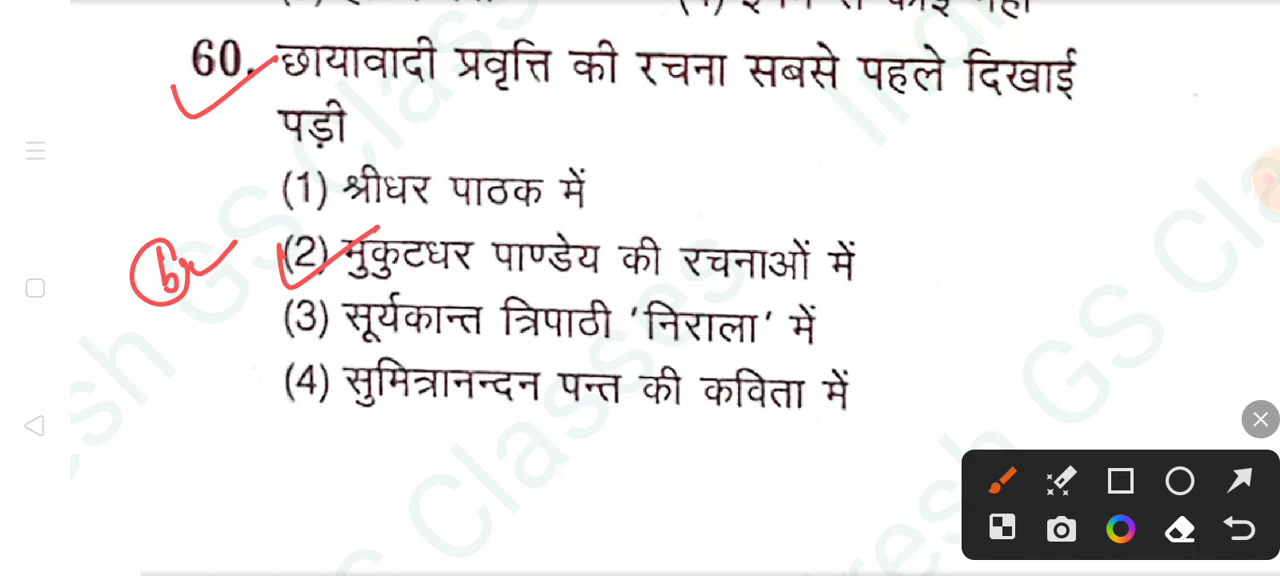 60. छायावादी प्रवृत्ति की रचना सबसे पहले दिखाई
पड़ी
(1) श्रीधर पाठक में
(2) मुकुटधर पाण्डेय की रचनाओं में
b
(3) सूर्यकान्त त्रिपाठी 'निराला' में
(4) सुमित्रानन्दन पन्त की कविता में